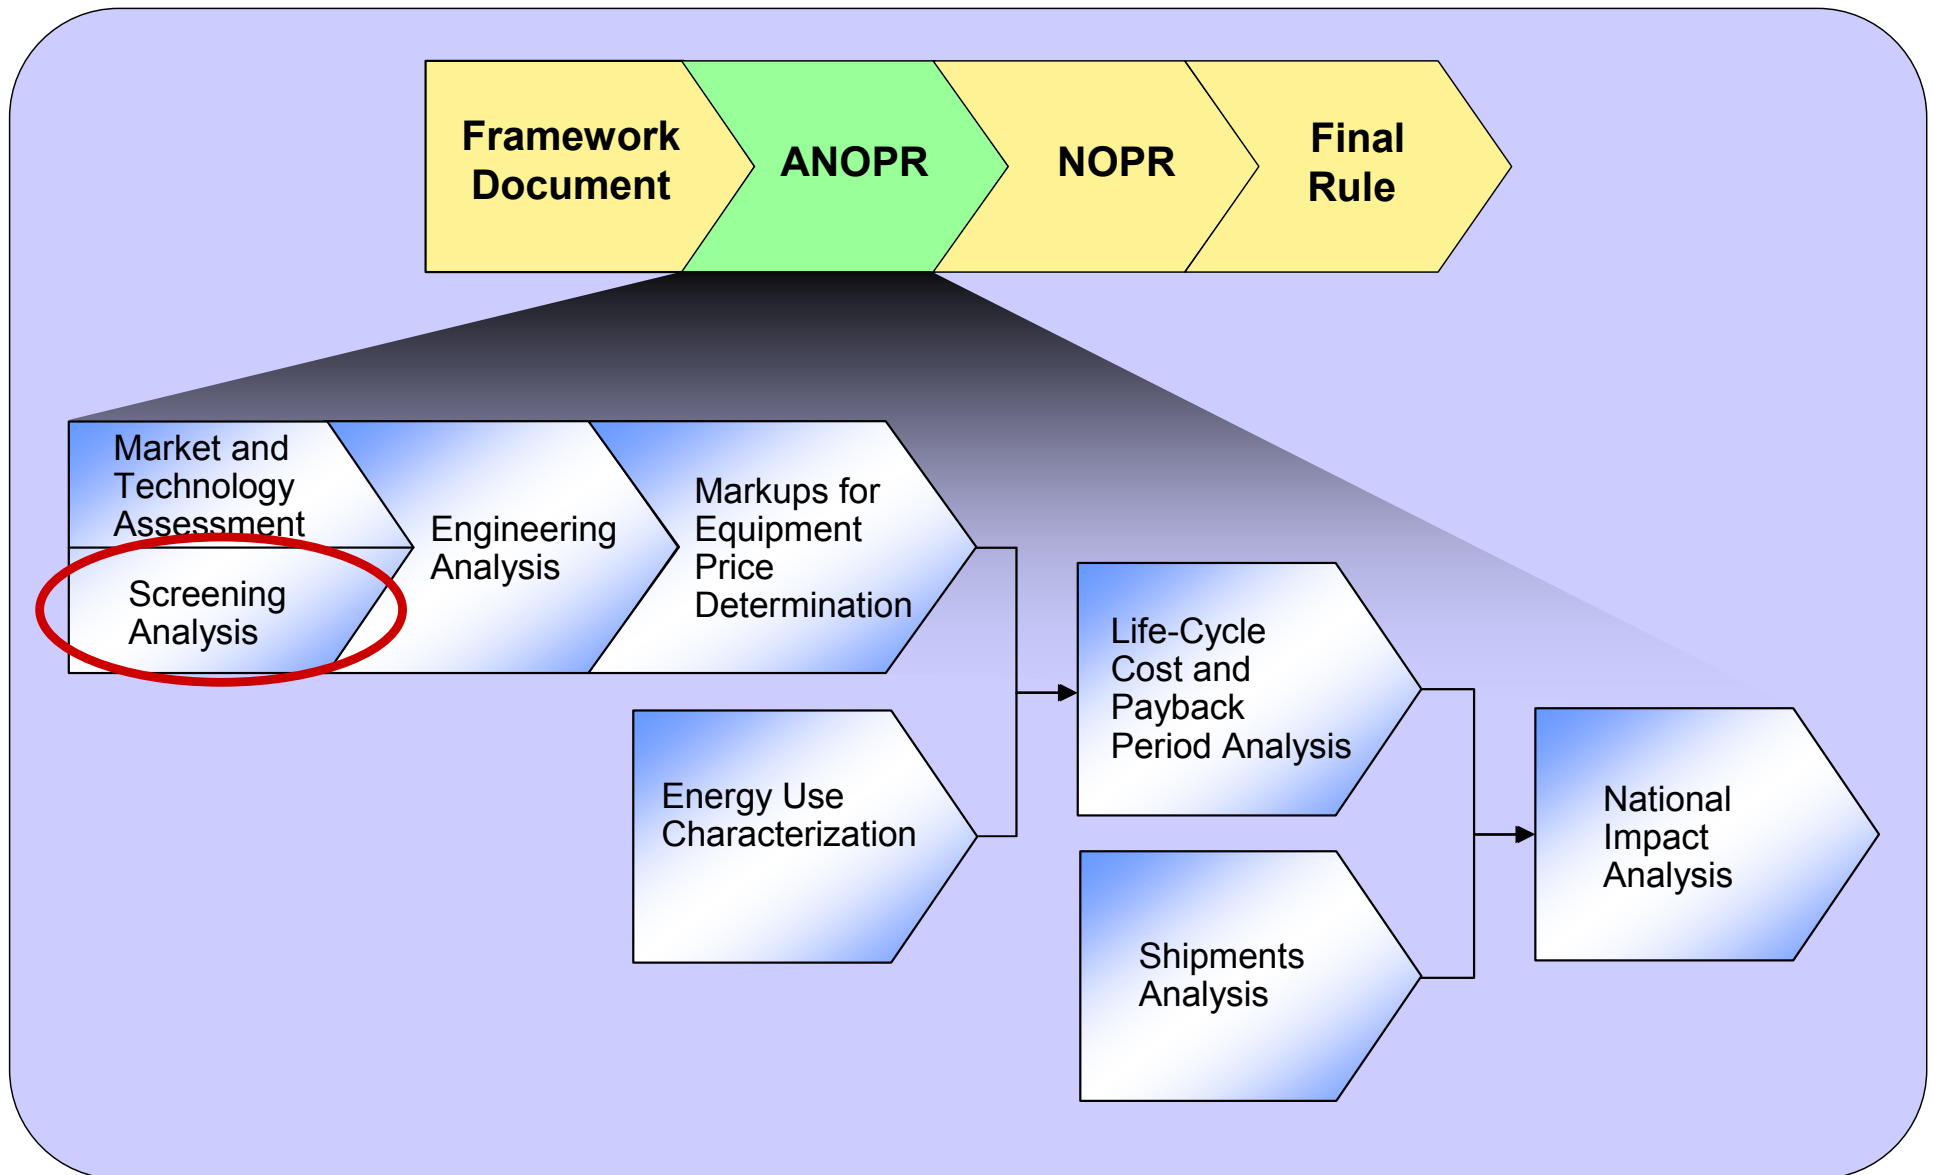 Framework
Document
ANOPR
NOPR
Final
Rule
Market and
Technology
Assessment
Screening
Analysis
Engineering
Analysis
Markups for
Equipment
Price
Determination
Energy Use
Characterization
Life-Cycle
Cost and
Payback
Period Analysis
Shipments
Analysis
National
Impact
Analysis